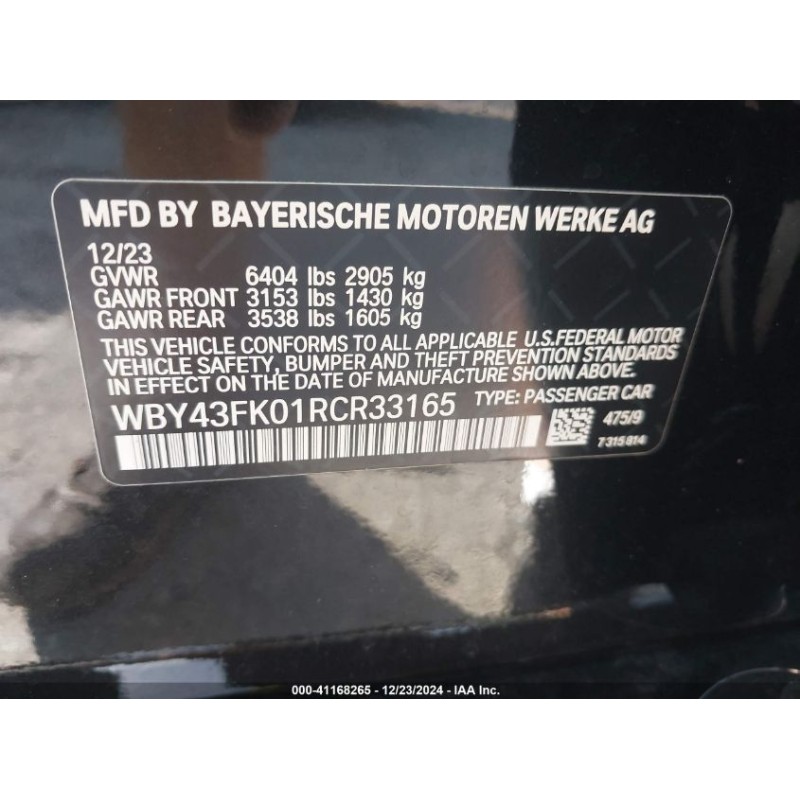 MFD BY BAYERISCHE MOTOREN WERKE AG
12/23
GVWR 6404 lbs 2905 kg
GAWR FRONT 3153 lbs 1430 kg
GAWR REAR 3538 lbs 1605 kg
THIS VEHICLE CONFORMS TO ALL APPLICABLE U.S.FEDERAL MOTOR
VEHICLE SAFETY, BUMPER AND THEFT PREVENTION STANDARDS
IN EFFECT ON THE DATE OF MANUFACTURE SHOWN ABOVE.
WBY43FK01RCR33165 TYPE: PASSENGER CAR
475/9
7315814
000-41168265 - 12/23/2024 - IAA Inc.